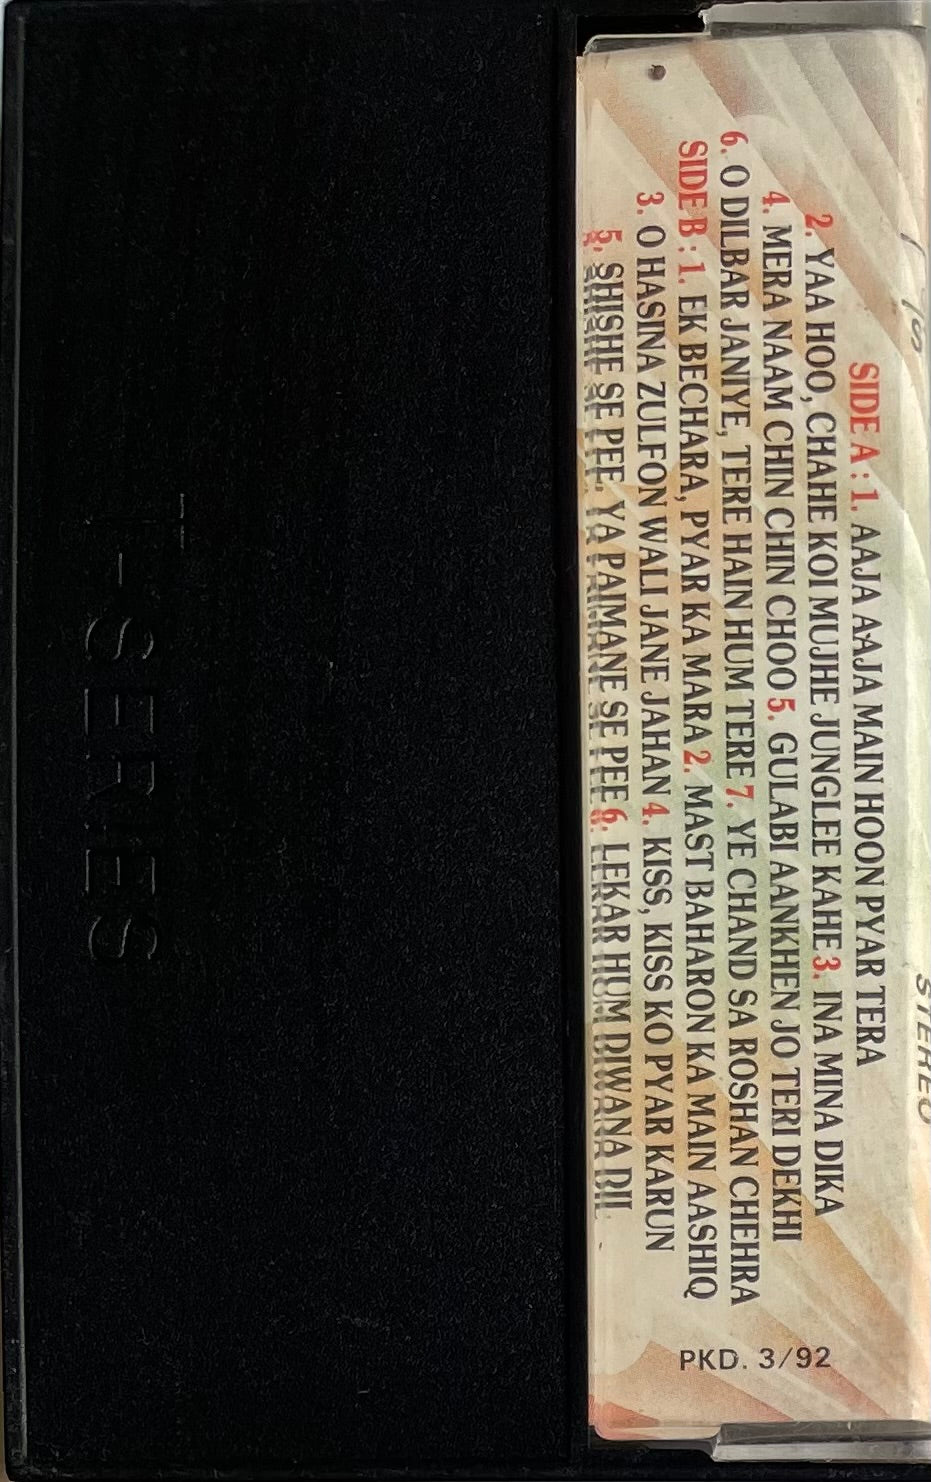 SIDE A : 1. AAJA AAJA MAIN HOON PYAR TERA
2. YAA HOO, CHAHE KOI MUJHE JUNGLEE KAHE 3. INA MINA DIKA
4. MERA NAAM CHIN CHIN CHOO 5. GULABI AANKHEN JO TERI DEKHI
6. O DILBAR JANIYE, TERE HAIN HUM TERE 7. YE CHAND SA ROSHAN CHEHRA
SIDE B : 1. EK BECHARA, PYAR KA MARA 2. MAST BAHARON KA MAIN AASHIQ
3. O HASINA ZULFON WALI JANE JAHAN 4. KISS, KISS KO PYAR KARUN
5. SHISHE SE PEE, YA PAIMANE SE PEE 6. LEKAR HUM DIWANA DIL
PKD. 3/92
STEREO
T-SERIES